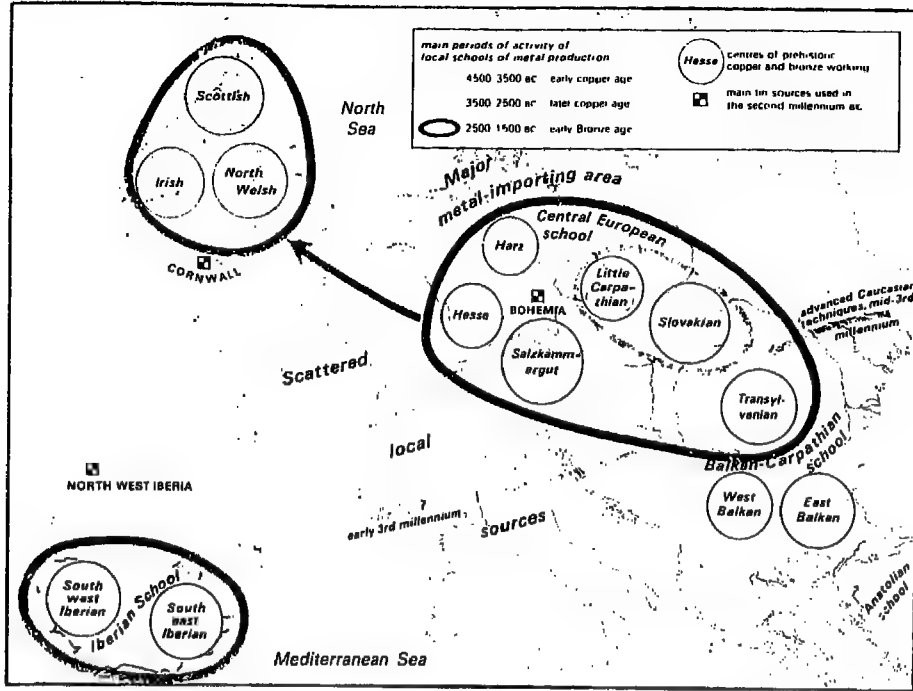 main periods of activity of
local schools of metal production
4500 3500 BC early copper age
3500 2500 BC later copper age
2500 1500 BC early Bronze age
Hesse
centres of prehistoric
copper and bronze working
main tin sources used in
the second millennium BC.
Scottish
Irish
North
Welsh
North
Sea
CORNWALL
Major
metal-importing area
Central European
school
Harz
Hesse
BOHEMIA
Little
Carpa-
thian
Slovakian
Salzkamm-
ergut
Transyl-
venian
advanced Caucasian
techniques, mid-3rd
millennium
Balkan-Carpathian
school
West
Balkan
East
Balkan
Anatolian
school
Scattered
local
sources
?
early 3rd millennium
NORTH WEST IBERIA
South
west
Iberian
Iberian School
South
east
Iberian
Mediterranean Sea